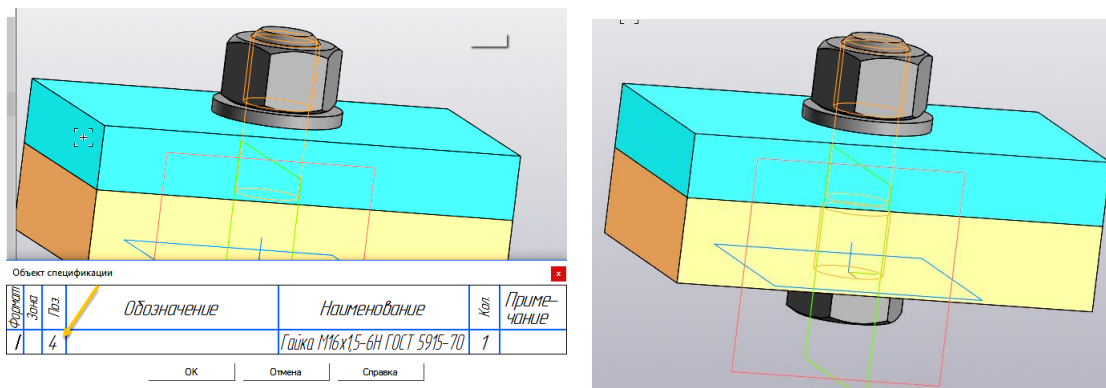 Объект спецификации
x
Формат Зона Поз. Обозначение Наименование Кол. Приме-
чание
4 Гайка М16х1,5-6Н ГОСТ 5915-70 1
ОК Отмена Справка